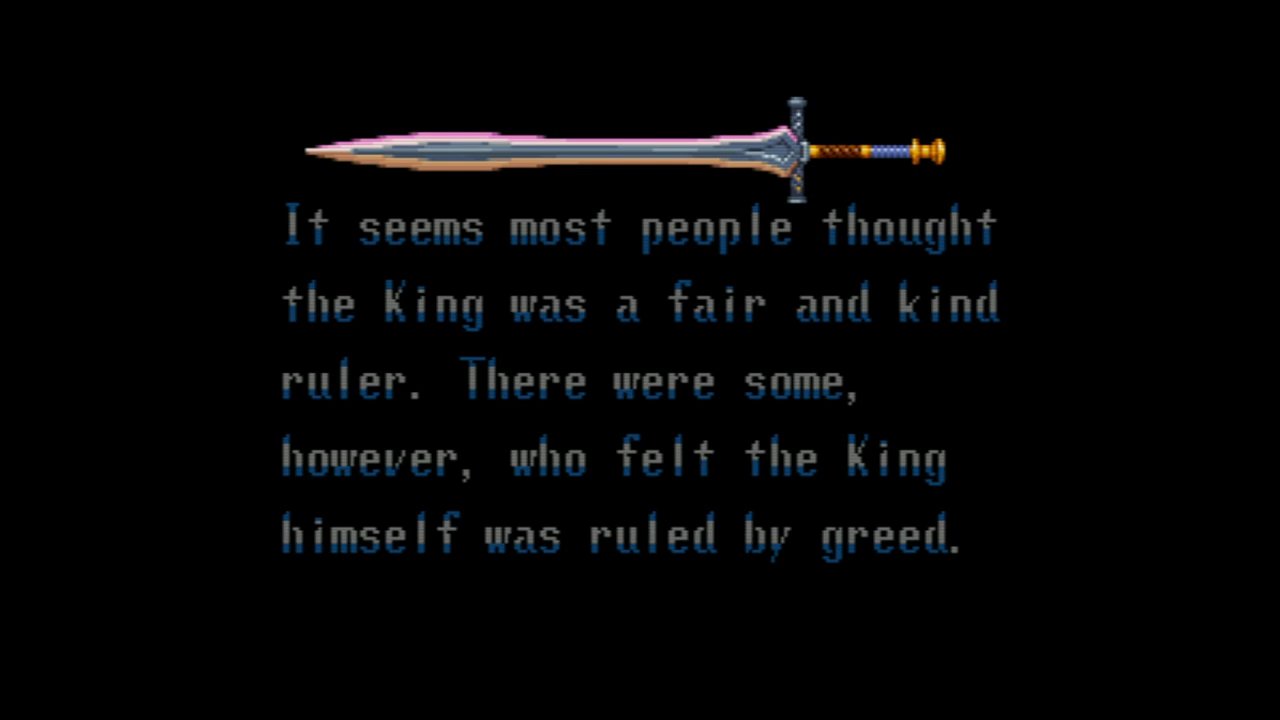 It seems most people thought
the King was a fair and kind
ruler. There were some,
however, who felt the King
himself was ruled by greed.